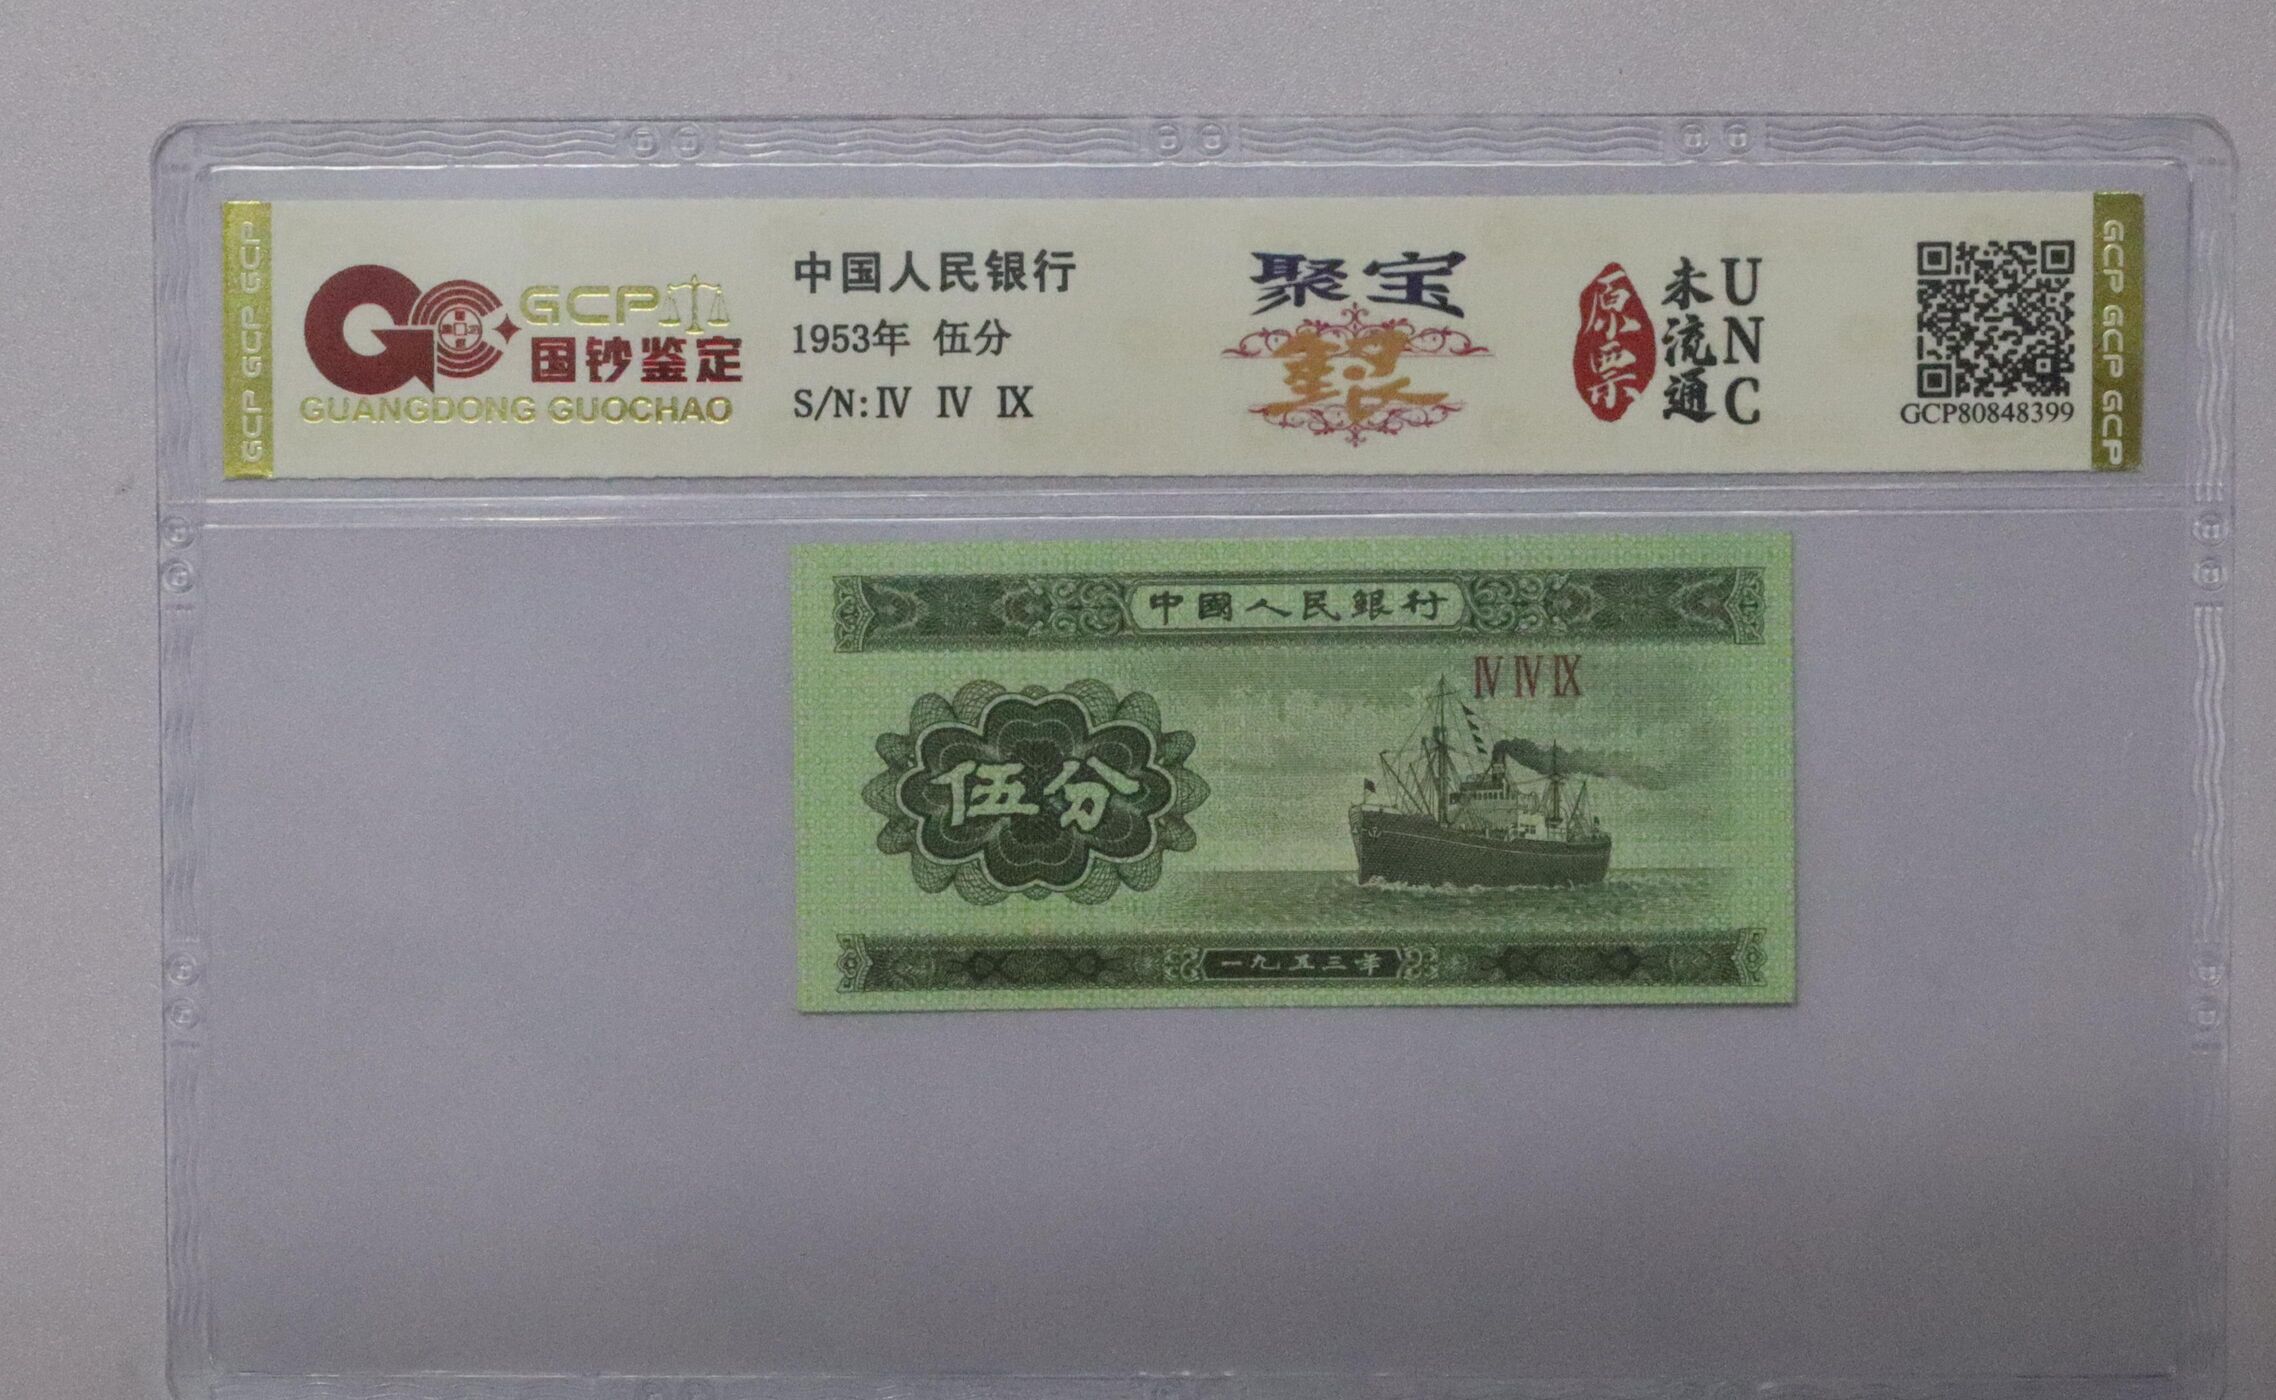 GCP GCP GCP
GCP
国钞鉴定
GUANGDONG GUOCHAO
中国人民银行
1953年 伍分
S/N:Ⅳ Ⅳ Ⅸ
聚宝
原票
未流通
UNC
GCP80848399
GCP GCP GCP
中國人民銀行
Ⅳ Ⅳ Ⅸ
伍分
一九五三年